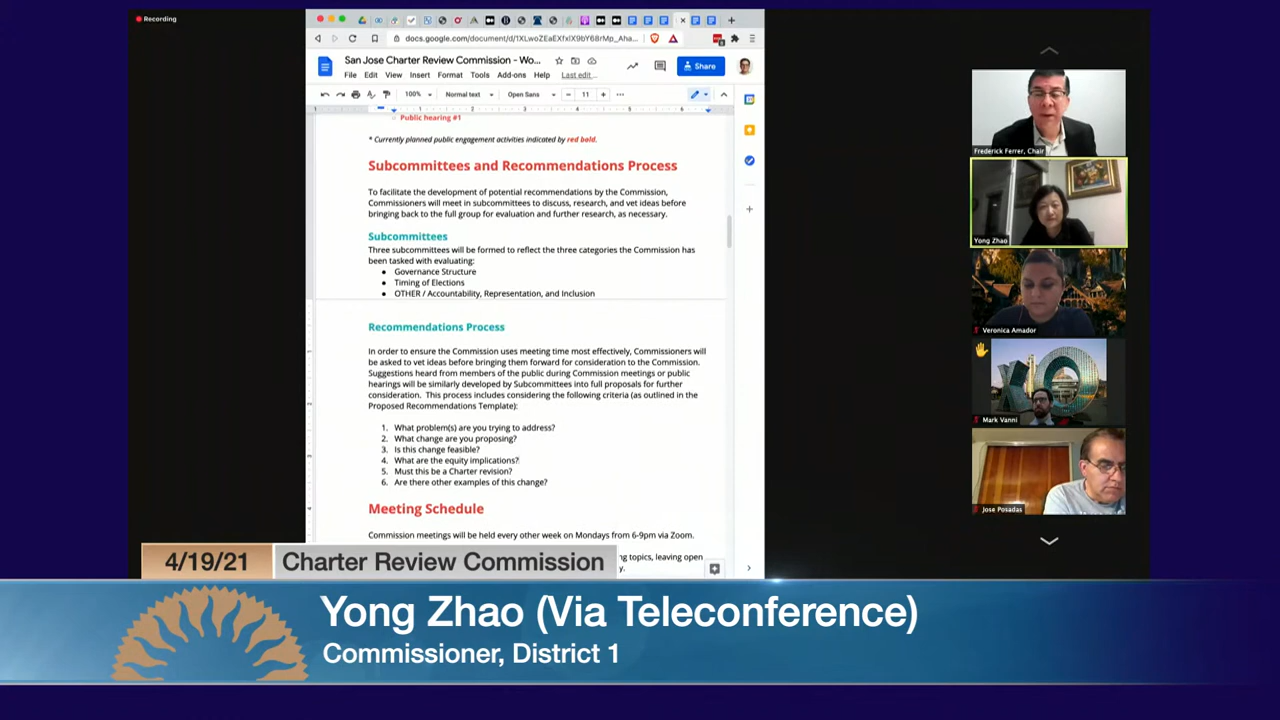 Recording
docs.google.com/document/d/1XLwoZEaEXfxlX9bY68rMp_Aha...
San Jose Charter Review Commission - Wo...
Share
File Edit View Insert Format Tools Add-ons Help Last edit...
100% Normal text Open Sans 11
Public hearing #1
* Currently planned public engagement activities indicated by red bold.
Subcommittees and Recommendations Process
To facilitate the development of potential recommendations by the Commission,
Commissioners will meet in subcommittees to discuss, research, and vet ideas before
bringing back to the full group for evaluation and further research, as necessary.
Subcommittees
Three subcommittees will be formed to reflect the three categories the Commission has
been tasked with evaluating:
● Governance Structure
● Timing of Elections
● OTHER / Accountability, Representation, and Inclusion
Recommendations Process
In order to ensure the Commission uses meeting time most effectively, Commissioners will
be asked to vet ideas before bringing them forward for consideration to the Commission.
Suggestions heard from members of the public during Commission meetings or public
hearings will be similarly developed by Subcommittees into full proposals for further
consideration. This process includes considering the following criteria (as outlined in the
Proposed Recommendations Template):
1. What problem(s) are you trying to address?
2. What change are you proposing?
3. Is this change feasible?
4. What are the equity implications?
5. Must this be a Charter revision?
6. Are there other examples of this change?
Meeting Schedule
Commission meetings will be held every other week on Mondays from 6-9pm via Zoom.
ng topics, leaving open
y.
Frederick Ferrer, Chair
Yong Zhao
Veronica Amador
Mark Vanni
Jose Posadas
4/19/21 Charter Review Commission
Yong Zhao (Via Teleconference)
Commissioner, District 1